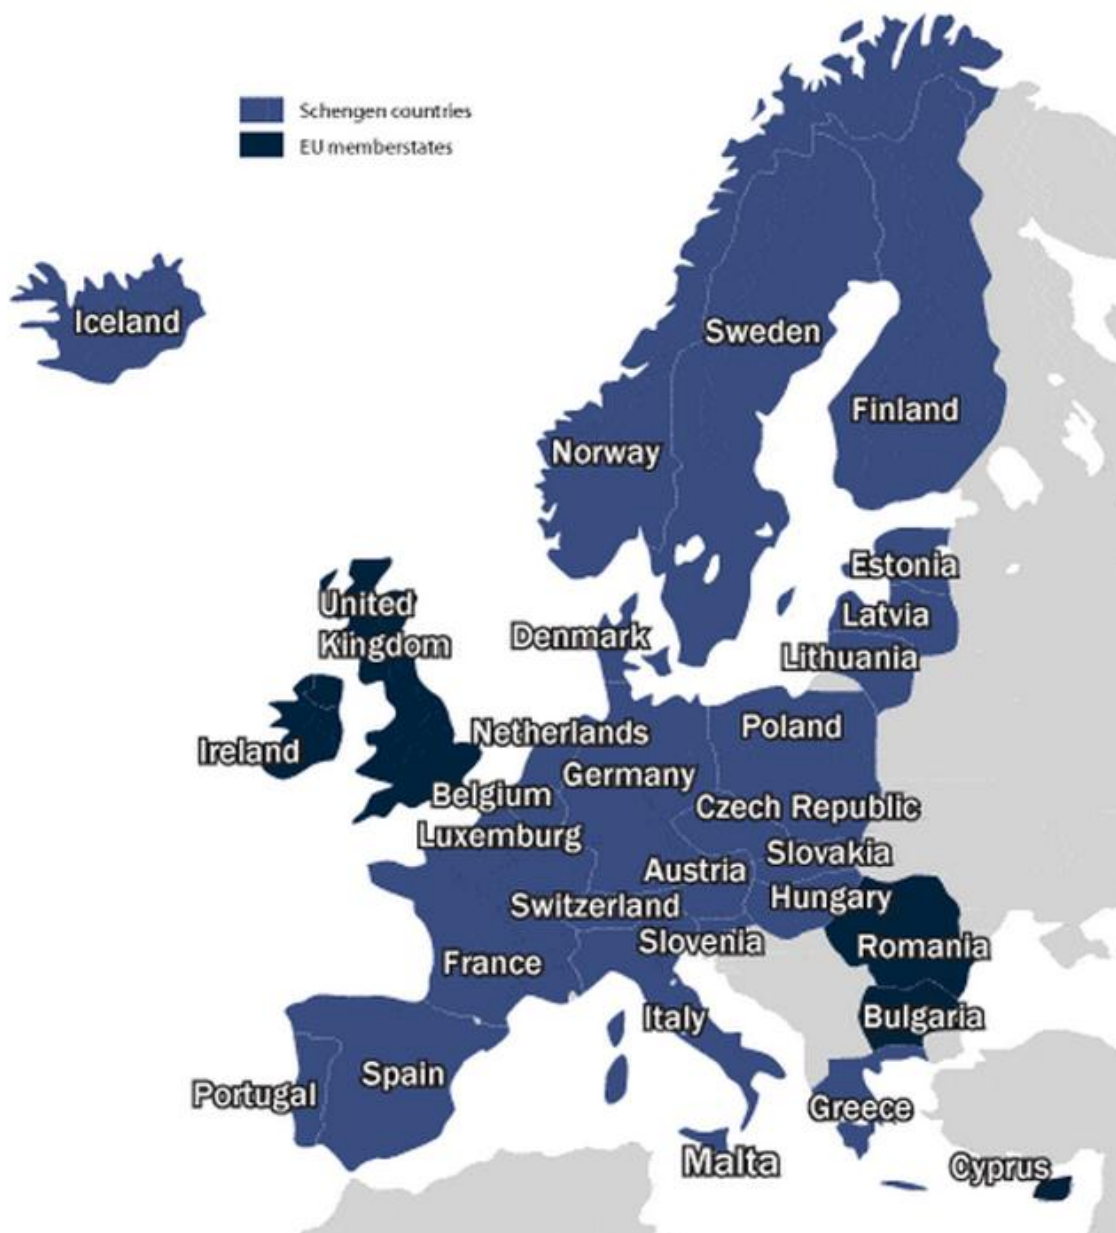 Schengen countries
EU memberstates
Iceland
Sweden
Finland
Norway
Estonia
United
Kingdom
Latvia
Denmark
Lithuania
Ireland
Netherlands
Poland
Germany
Belgium
Czech Republic
Luxemburg
Slovakia
Austria
Hungary
Switzerland
Slovenia
Romania
France
Italy
Bulgaria
Spain
Portugal
Greece
Malta
Cyprus